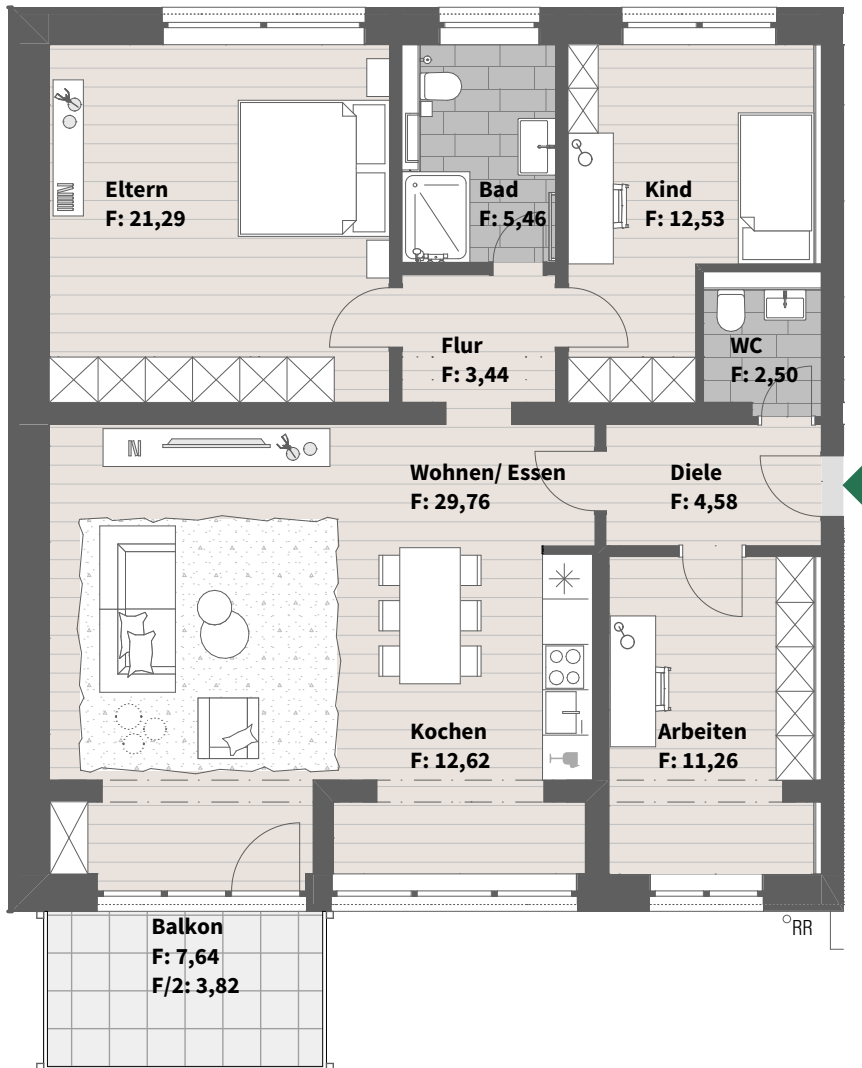 Eltern
F: 21,29
Bad
F: 5,46
Kind
F: 12,53
Flur
F: 3,44
WC
F: 2,50
Wohnen/ Essen
F: 29,76
Diele
F: 4,58
Kochen
F: 12,62
Arbeiten
F: 11,26
Balkon
F: 7,64
F/2: 3,82
RR